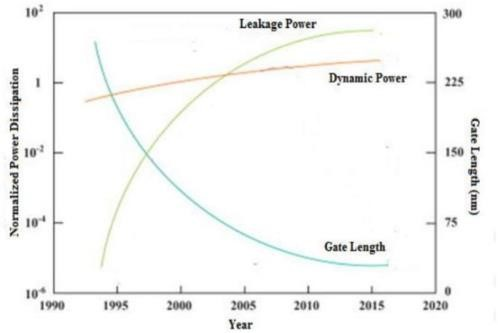 10²
Leakage Power
300
1
Dynamic Power
225
10⁻²
150
10⁻⁴
75
Gate Length
10⁻⁶
0
1990
1995
2000
2005
2010
2015
2020
Year
Normalized Power Dissipation
Gate Length (nm)